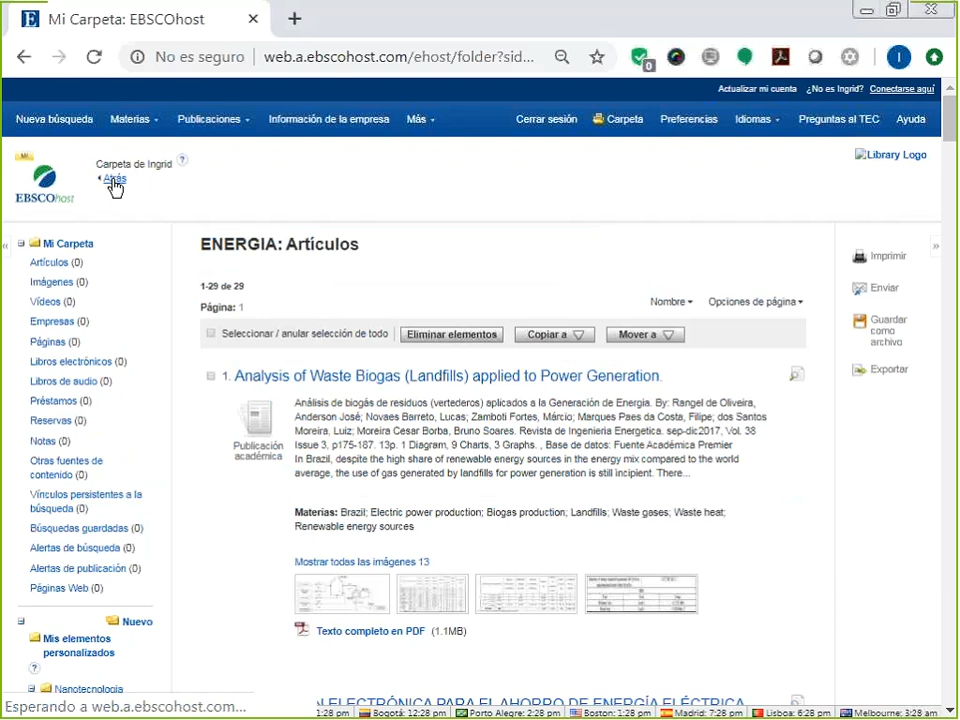 Mi Carpeta: EBSCOhost
No es seguro
web.a.ebscohost.com/ehost/folder?sid...
Actualizar mi cuenta ¿No es Ingrid? Conectarse aquí
Nueva búsqueda Materias Publicaciones Información de la empresa Más Cerrar sesión Carpeta Preferencias Idiomas Preguntas al TEC Ayuda
MI
EBSCOhost
Carpeta de Ingrid ?
Atrás
Library Logo
Mi Carpeta
Artículos (0)
Imágenes (0)
Vídeos (0)
Empresas (0)
Páginas (0)
Libros electrónicos (0)
Libros de audio (0)
Préstamos (0)
Reservas (0)
Notas (0)
Otras fuentes de
contenido (0)
Vínculos persistentes a la
búsqueda (0)
Búsquedas guardadas (0)
Alertas de búsqueda (0)
Alertas de publicación (0)
Páginas Web (0)
Nuevo
Mis elementos
personalizados
?
Nanotecnologia
ENERGIA: Artículos
1-29 de 29
Página: 1
Nombre Opciones de página
Seleccionar / anular selección de todo Eliminar elementos Copiar a Mover a
1. Analysis of Waste Biogas (Landfills) applied to Power Generation.
Publicación
académica
Análisis de biogás de residuos (vertederos) aplicados a la Generación de Energia. By: Rangel de Oliveira,
Anderson José; Novaes Barreto, Lucas; Zamboti Fortes, Márcio; Marques Paes da Costa, Filipe; dos Santos
Moreira, Luiz; Moreira Cesar Borba, Bruno Soares. Revista de Ingenieria Energetica. sep-dic2017, Vol. 38
Issue 3, p175-187. 13p. 1 Diagram, 9 Charts, 3 Graphs. , Base de datos: Fuente Académica Premier
In Brazil, despite the high share of renewable energy sources in the energy mix compared to the world
average, the use of gas generated by landfills for power generation is still incipient. There...
Materias: Brazil; Electric power production; Biogas production; Landfills; Waste gases; Waste heat;
Renewable energy sources
Mostrar todas las imágenes 13
Texto completo en PDF (1.1MB)
ELECTRÓNICA PARA EL AHORRO DE ENERGÍA ELÉCTRICA
Imprimir
Enviar
Guardar
como
archivo
Exportar
Esperando a web.a.ebscohost.com...
1:28 pm Bogotá: 12:28 pm Porto Alegre: 2:28 pm Boston: 1:28 pm Madrid: 7:28 pm Lisboa: 6:28 pm Melbourne: 3:28 am